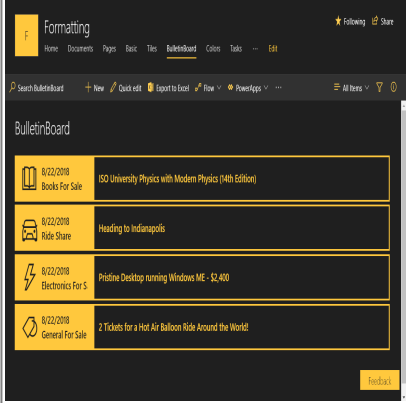 F
Formatting
Following Share
Home Documents Pages Basic Tiles BulletinBoard Colors Tasks ··· Edit
Search BulletinBoard New Quick edit Export to Excel Flow PowerApps ··· All Items
BulletinBoard
8/22/2018
Books For Sale
ISO University Physics with Modern Physics (14th Edition)
8/22/2018
Ride Share
Heading to Indianapolis
8/22/2018
Electronics For S
Pristine Desktop running Windows ME - $2,400
8/22/2018
General For Sale
2 Tickets for a Hot Air Balloon Ride Around the World!
Feedback